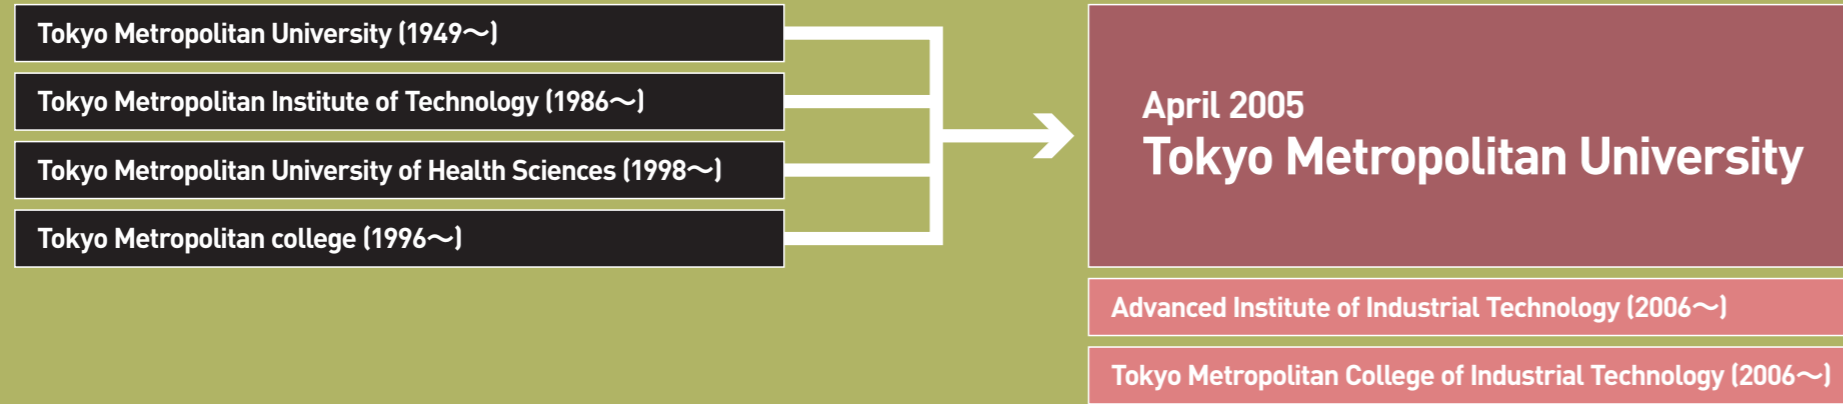 Tokyo Metropolitan University (1949〜)
Tokyo Metropolitan Institute of Technology (1986〜)
Tokyo Metropolitan University of Health Sciences (1998〜)
Tokyo Metropolitan college (1996〜)
April 2005
Tokyo Metropolitan University
Advanced Institute of Industrial Technology (2006〜)
Tokyo Metropolitan College of Industrial Technology (2006〜)